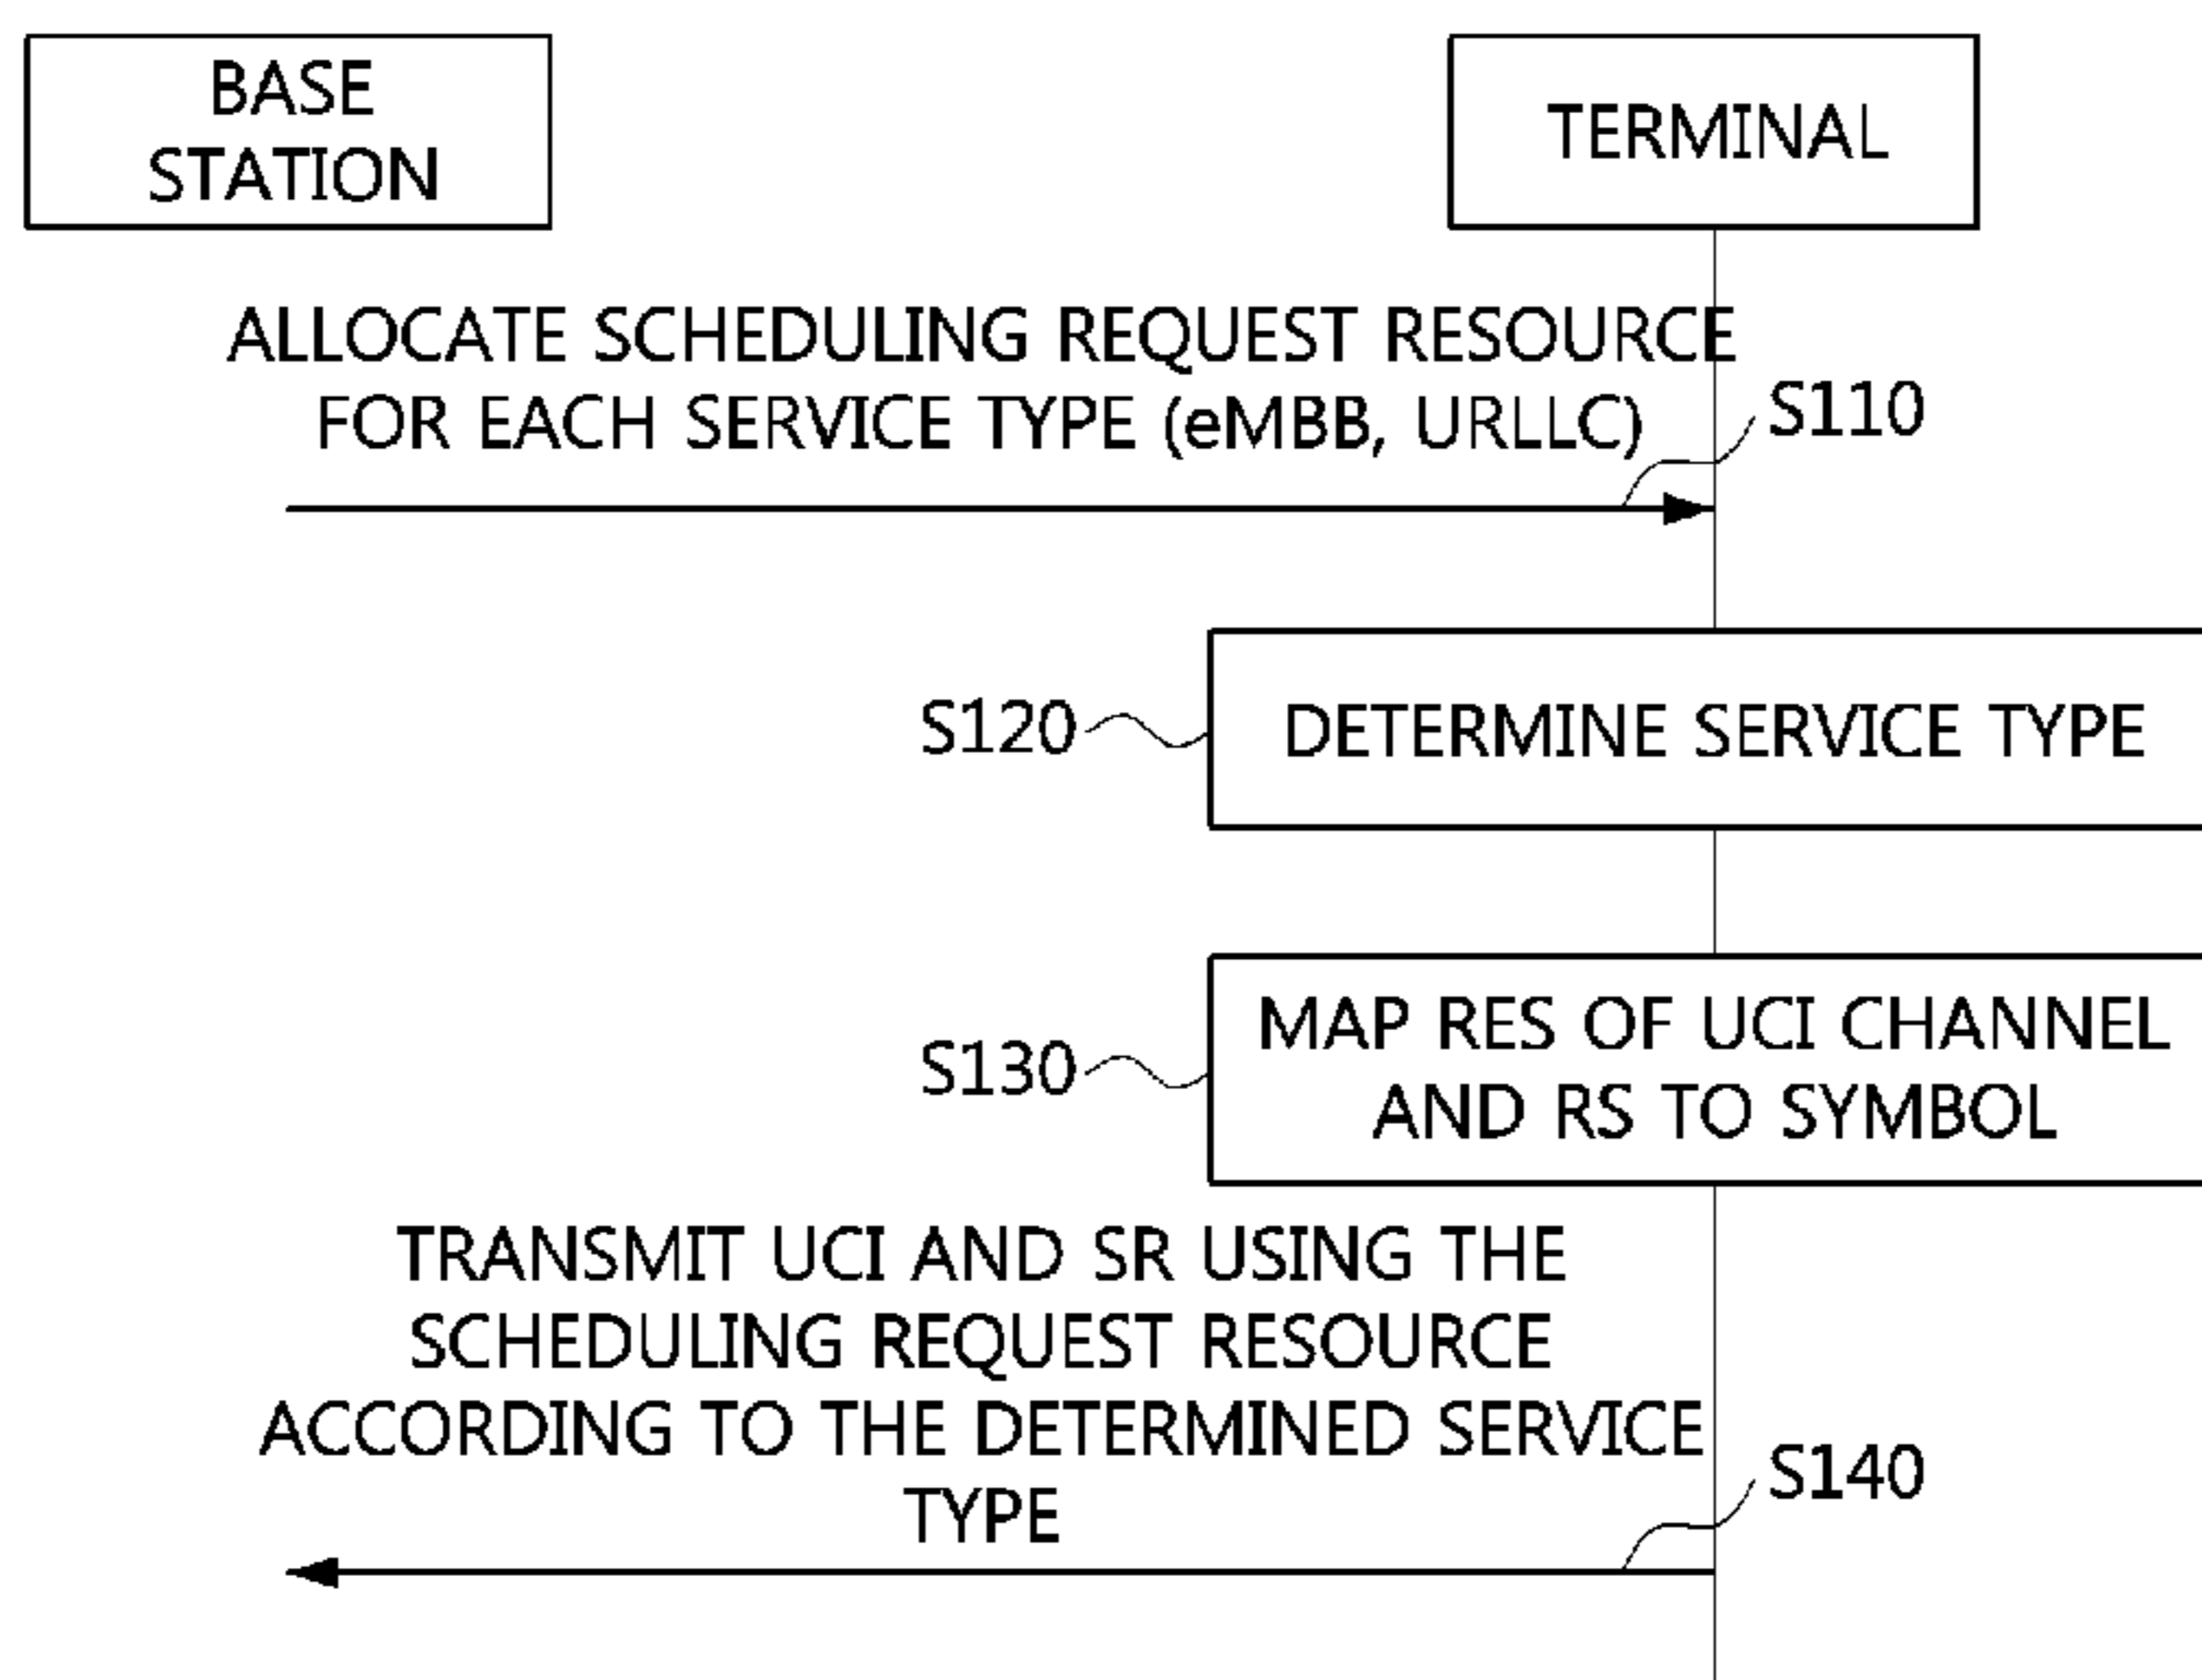 BASE
STATION
TERMINAL
ALLOCATE SCHEDULING REQUEST RESOURCE
FOR EACH SERVICE TYPE (eMBB, URLLC)
S110
S120
DETERMINE SERVICE TYPE
S130
MAP RES OF UCI CHANNEL
AND RS TO SYMBOL
TRANSMIT UCI AND SR USING THE
SCHEDULING REQUEST RESOURCE
ACCORDING TO THE DETERMINED SERVICE
TYPE
S140